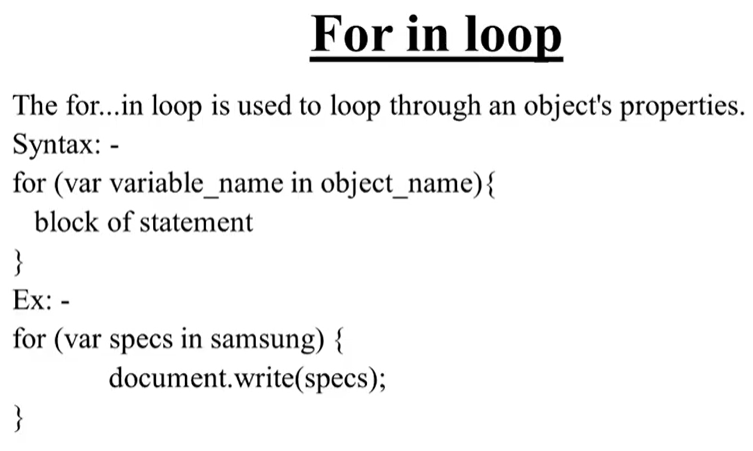 For in loop
The for...in loop is used to loop through an object's properties.
Syntax: -
for (var variable_name in object_name){
block of statement
}
Ex: -
for (var specs in samsung) {
document.write(specs);
}